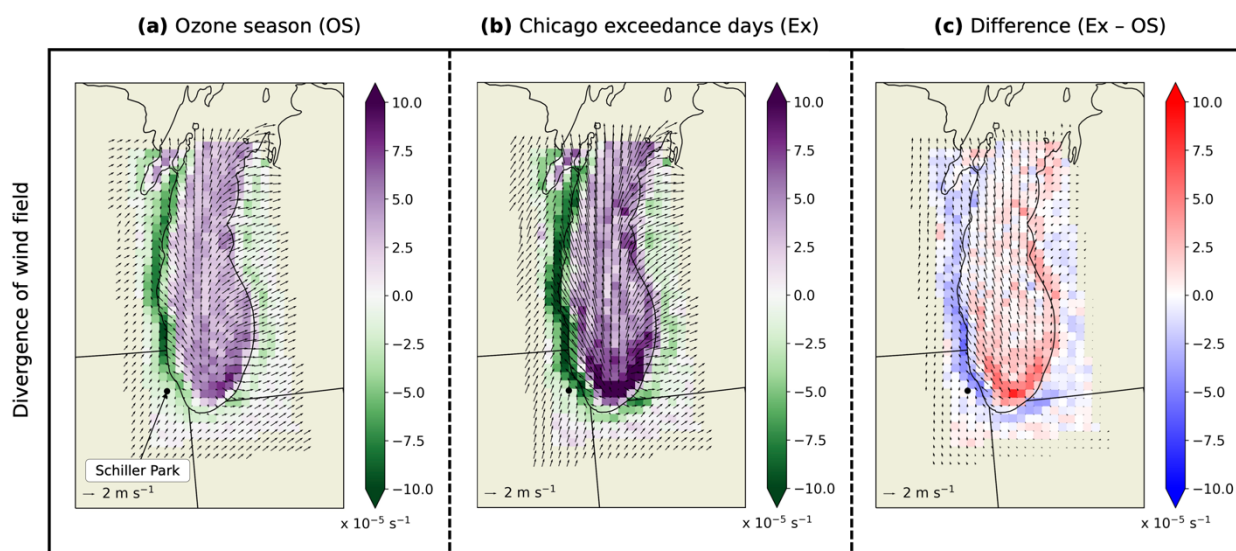 (a) Ozone season (OS)
(b) Chicago exceedance days (Ex)
(c) Difference (Ex – OS)
Divergence of wind field
10.0
7.5
5.0
2.5
0.0
−2.5
−5.0
−7.5
−10.0
x 10⁻⁵ s⁻¹
Schiller Park
2 m s⁻¹
10.0
7.5
5.0
2.5
0.0
−2.5
−5.0
−7.5
−10.0
x 10⁻⁵ s⁻¹
2 m s⁻¹
10.0
7.5
5.0
2.5
0.0
−2.5
−5.0
−7.5
−10.0
x 10⁻⁵ s⁻¹
2 m s⁻¹